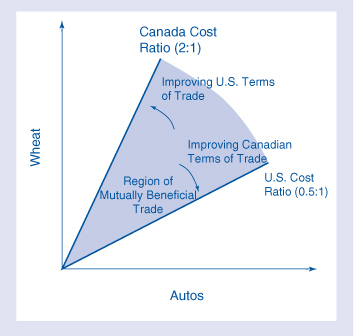 Canada Cost
Ratio (2:1)
Improving U.S. Terms
of Trade
Improving Canadian
Terms of Trade
U.S. Cost
Ratio (0.5:1)
Region of
Mutually Beneficial
Trade
Wheat
Autos